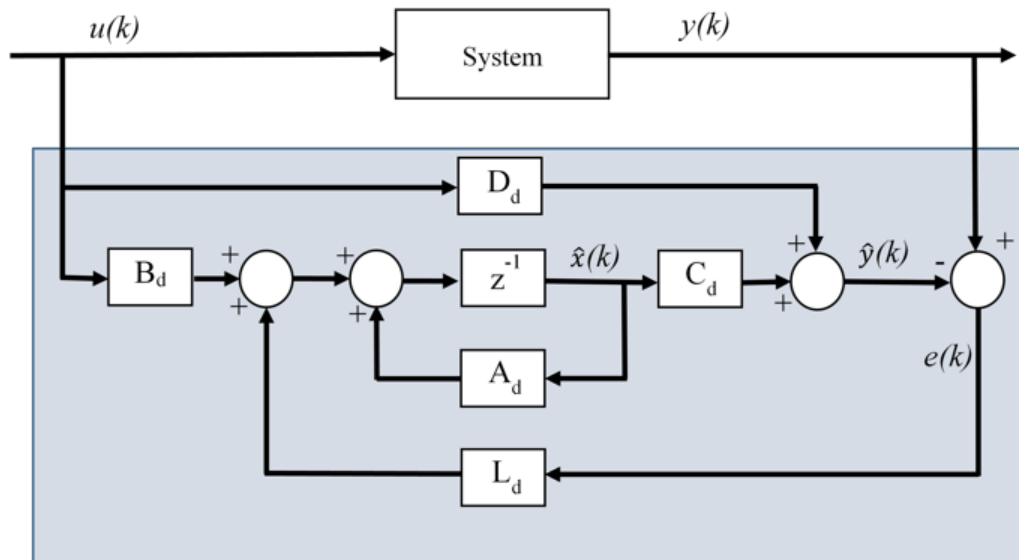 u(k)
System
y(k)
D_d
+
+
+
+
+
B_d
z^-1
x̂(k)
C_d
ŷ(k)
-
+
+
+
A_d
e(k)
L_d